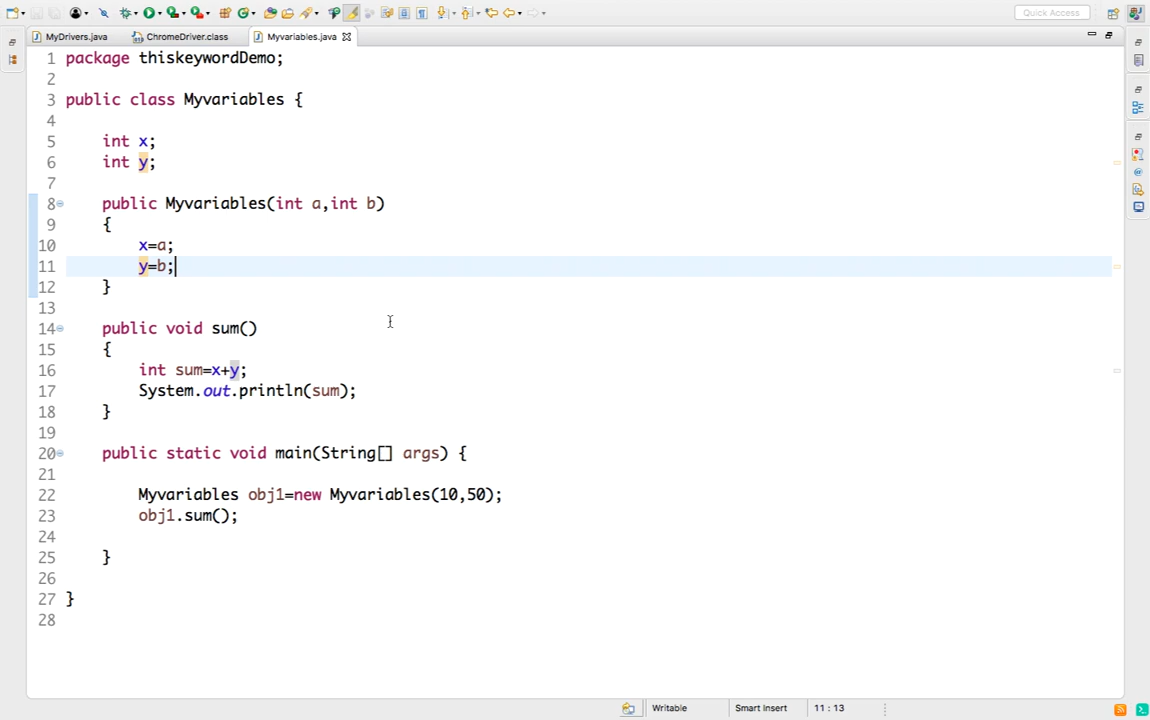 Quick Access
MyDrivers.java
ChromeDriver.class
Myvariables.java
1 package thiskeywordDemo;
2
3 public class Myvariables {
4
5 int x;
6 int y;
7
8 public Myvariables(int a,int b)
9 {
10 x=a;
11 y=b;
12 }
13
14 public void sum()
15 {
16 int sum=x+y;
17 System.out.println(sum);
18 }
19
20 public static void main(String[] args) {
21
22 Myvariables obj1=new Myvariables(10,50);
23 obj1.sum();
24
25 }
26
27 }
28
Writable
Smart Insert
11 : 13